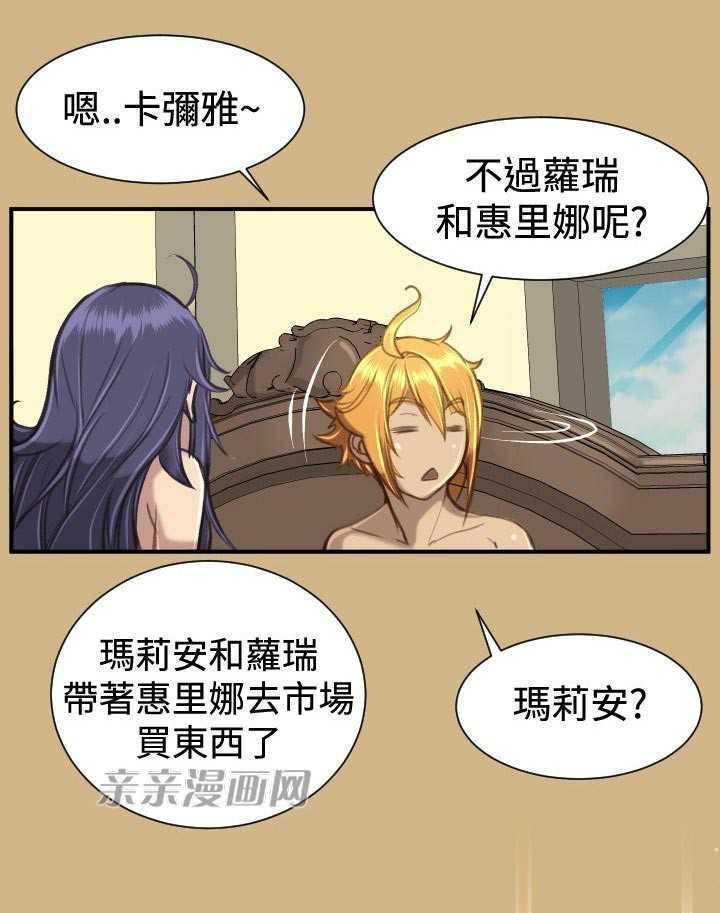 嗯..卡彌雅~
不過蘿瑞
和惠里娜呢?
瑪莉安和蘿瑞
帶著惠里娜去市場
買東西了
亲亲漫画网
瑪莉安?